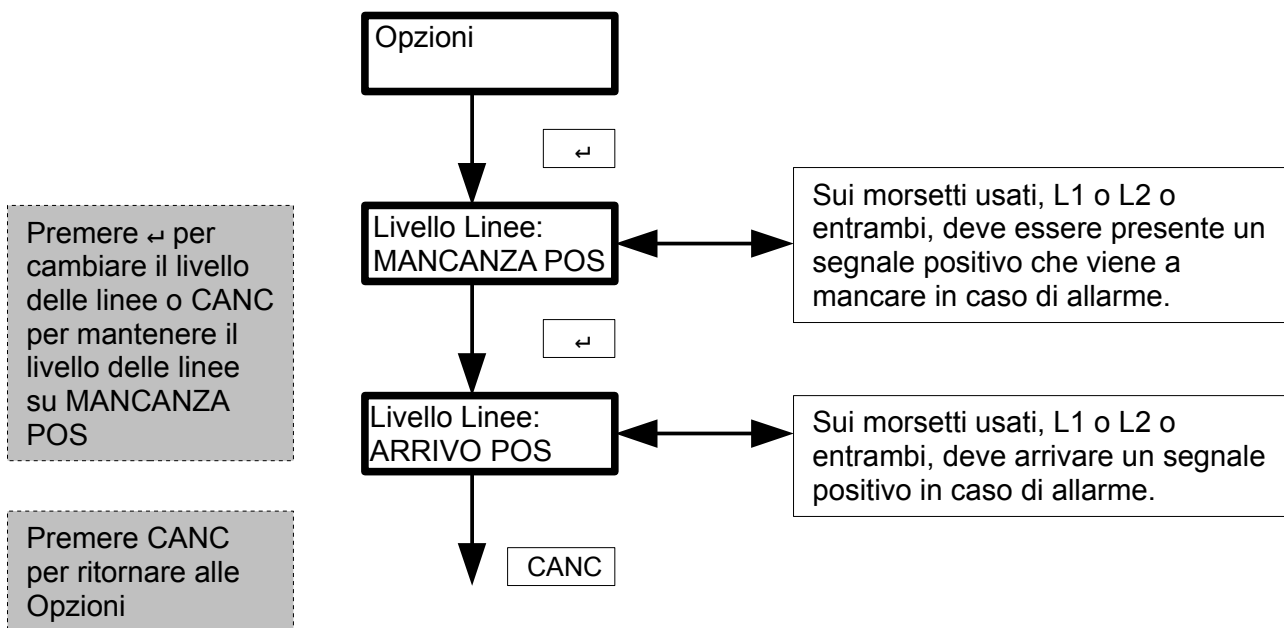 Opzioni
↵
Livello Linee:
MANCANZA POS
Sui morsetti usati, L1 o L2 o
entrambi, deve essere presente un
segnale positivo che viene a
mancare in caso di allarme.
Premere ↵ per
cambiare il livello
delle linee o CANC
per mantenere il
livello delle linee
su MANCANZA
POS
↵
Livello Linee:
ARRIVO POS
Sui morsetti usati, L1 o L2 o
entrambi, deve arrivare un segnale
positivo in caso di allarme.
Premere CANC
per ritornare alle
Opzioni
CANC